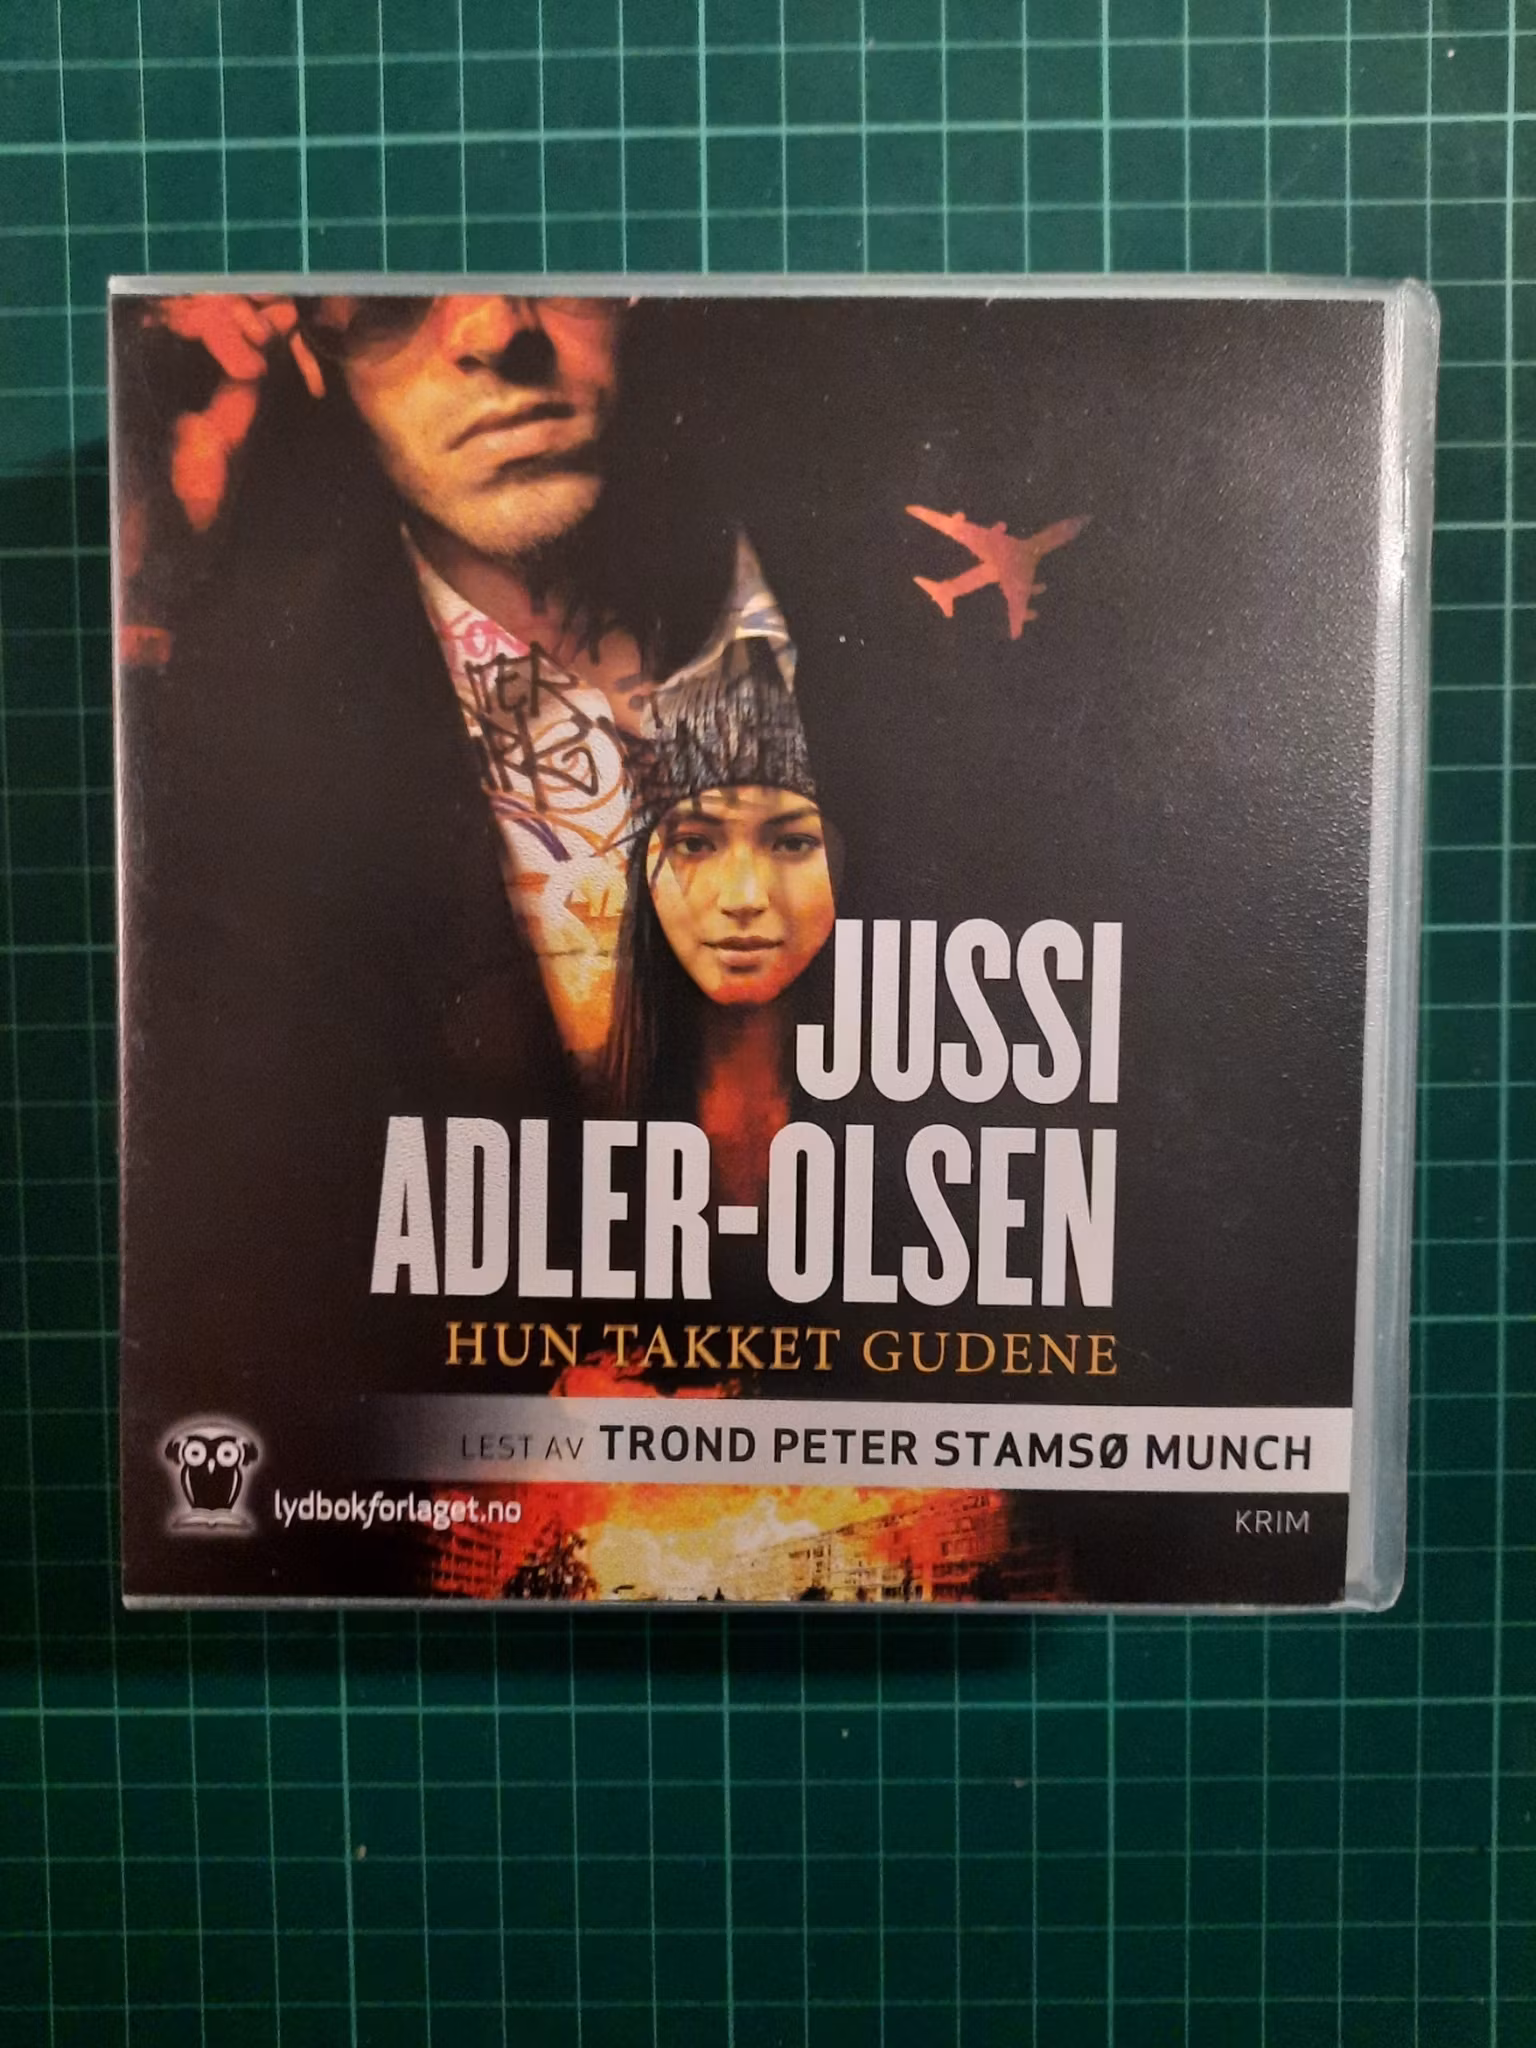 JUSSI
ADLER-OLSEN
HUN TAKKET GUDENE
LEST AV TROND PETER STAMSØ MUNCH
lydbokforlaget.no
KRIM